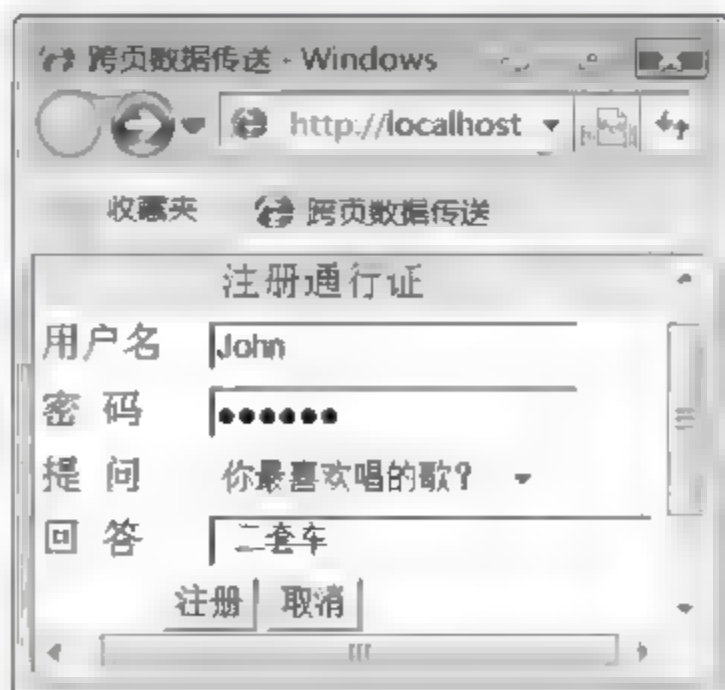 跨页数据传送 - Windows
http://localhost
收藏夹 跨页数据传送
注册通行证
用户名 John
密 码 ●●●●●●
提 问 你最喜欢唱的歌?
回 答 二套车
注册 取消